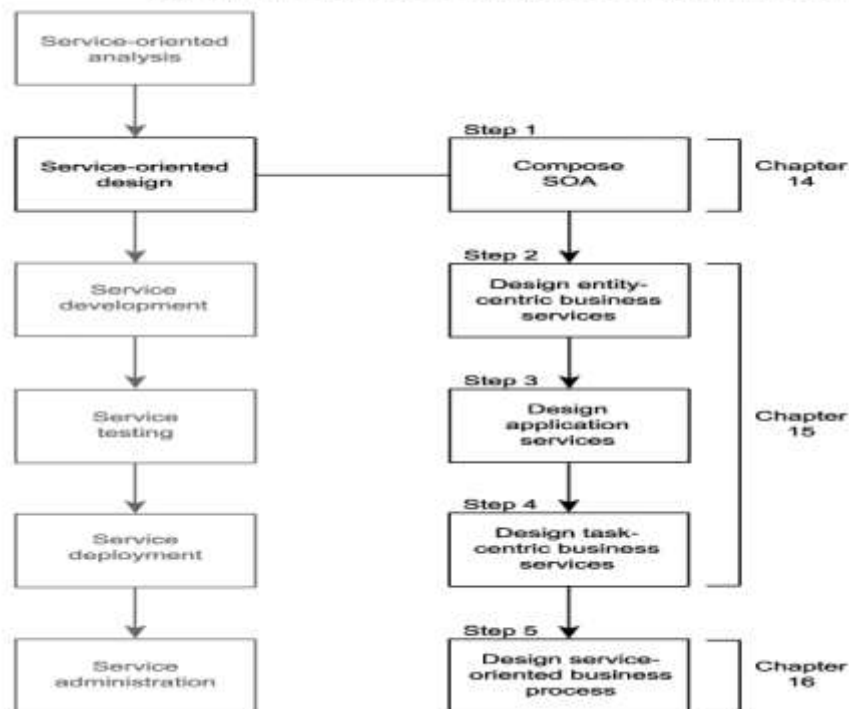 Service-oriented
analysis
Service-oriented
design
Service
development
Service
testing
Service
deployment
Service
administration
Step 1
Compose
SOA
Step 2
Design entity-
centric business
services
Step 3
Design
application
services
Step 4
Design task-
centric business
services
Step 5
Design service-
oriented business
process
Chapter
14
Chapter
15
Chapter
16